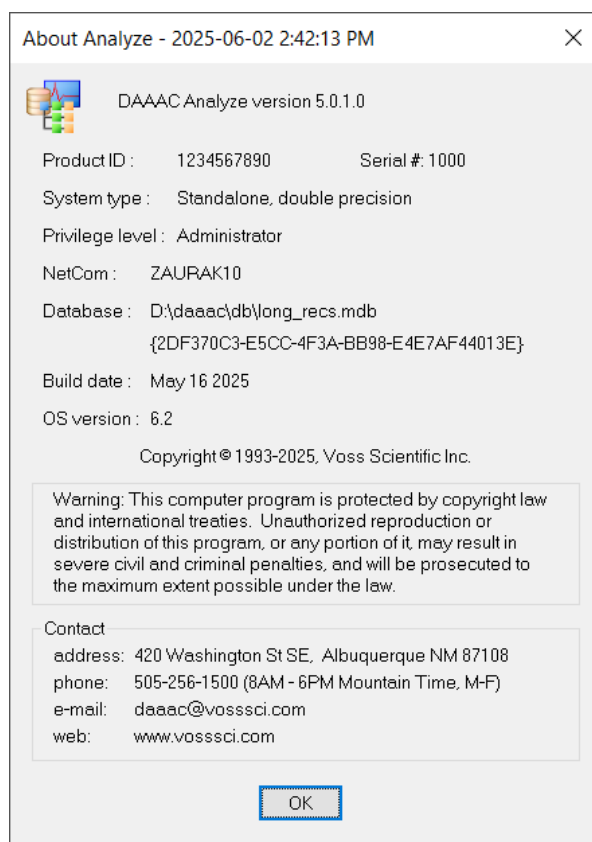 About Analyze - 2025-06-02 2:42:13 PM
DAAAC Analyze version 5.0.1.0
Product ID : 1234567890 Serial #: 1000
System type : Standalone, double precision
Privilege level : Administrator
NetCom : ZAURAK10
Database : D:\daaac\db\long_recs.mdb
{2DF370C3-E5CC-4F3A-BB98-E4E7AF44013E}
Build date : May 16 2025
OS version : 6.2
Copyright © 1993-2025, Voss Scientific Inc.
Warning: This computer program is protected by copyright law
and international treaties. Unauthorized reproduction or
distribution of this program, or any portion of it, may result in
severe civil and criminal penalties, and will be prosecuted to
the maximum extent possible under the law.
Contact
address: 420 Washington St SE, Albuquerque NM 87108
phone: 505-256-1500 (8AM - 6PM Mountain Time, M-F)
e-mail: daaac@vosssci.com
web: www.vosssci.com
OK